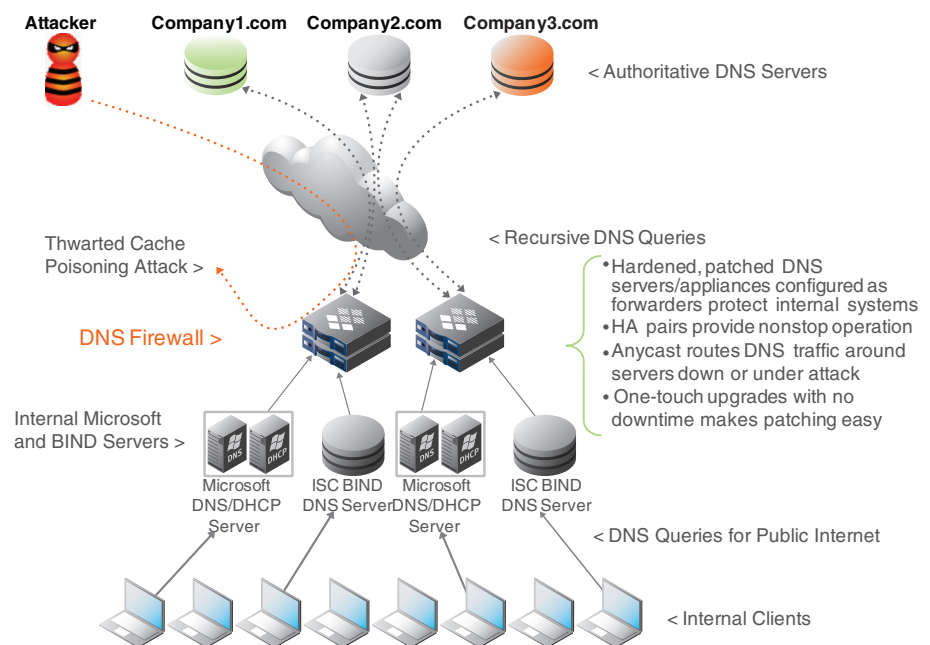 Attacker
Company1.com
Company2.com
Company3.com
< Authoritative DNS Servers
Thwarted Cache
Poisoning Attack >
< Recursive DNS Queries
• Hardened, patched DNS
servers/appliances configured as
forwarders protect internal systems
• HA pairs provide nonstop operation
• Anycast routes DNS traffic around
servers down or under attack
• One-touch upgrades with no
downtime makes patching easy
DNS Firewall >
Internal Microsoft
and BIND Servers >
DNS
DHCP
DNS
DHCP
Microsoft
DNS/DHCP
Server
ISC BIND
DNS Server
Microsoft
DNS/DHCP
Server
ISC BIND
DNS Server
< DNS Queries for Public Internet
< Internal Clients